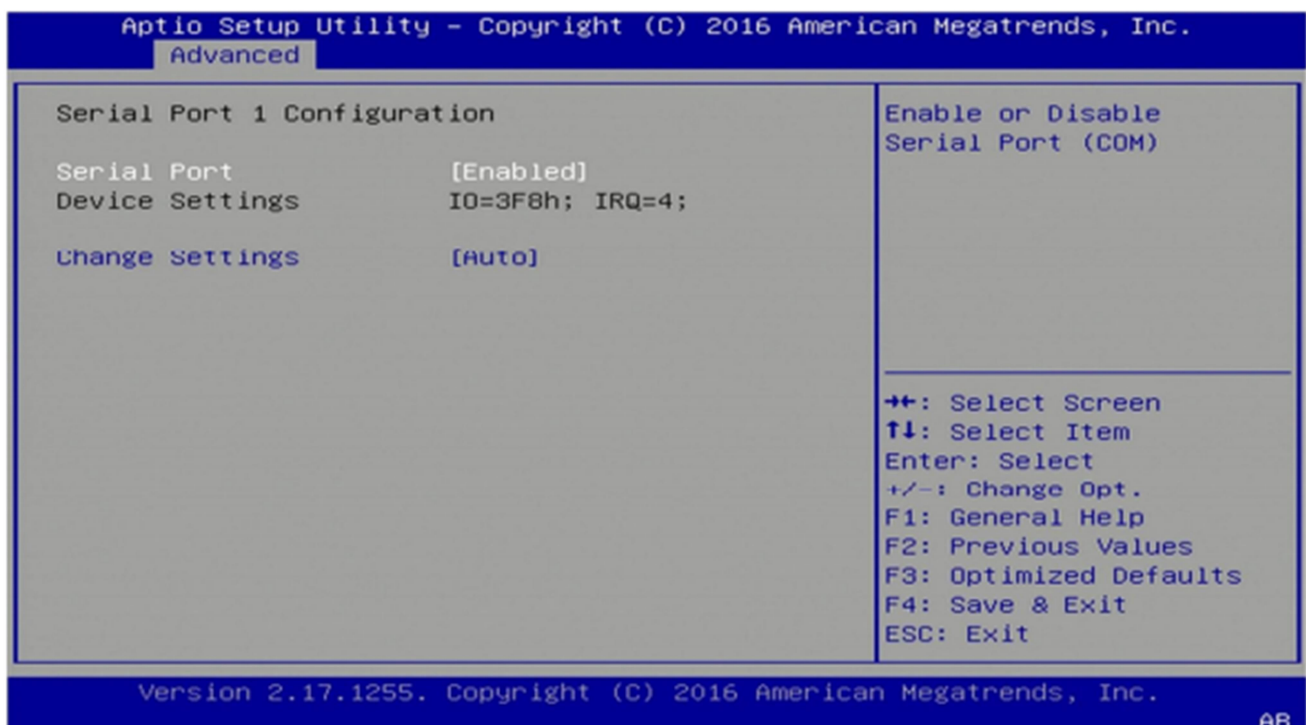 Aptio Setup Utility – Copyright (C) 2016 American Megatrends, Inc.
Advanced
Serial Port 1 Configuration
Serial Port [Enabled]
Device Settings IO=3F8h; IRQ=4;
Change Settings [Auto]
Enable or Disable
Serial Port (COM)
→←: Select Screen
↑↓: Select Item
Enter: Select
+/-: Change Opt.
F1: General Help
F2: Previous Values
F3: Optimized Defaults
F4: Save & Exit
ESC: Exit
Version 2.17.1255. Copyright (C) 2016 American Megatrends, Inc.
AB